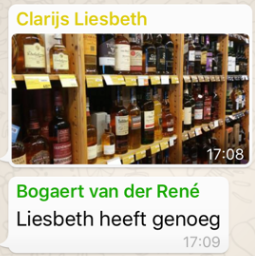 Clarijs Liesbeth
17:08
Bogaert van der René
Liesbeth heeft genoeg
17:09